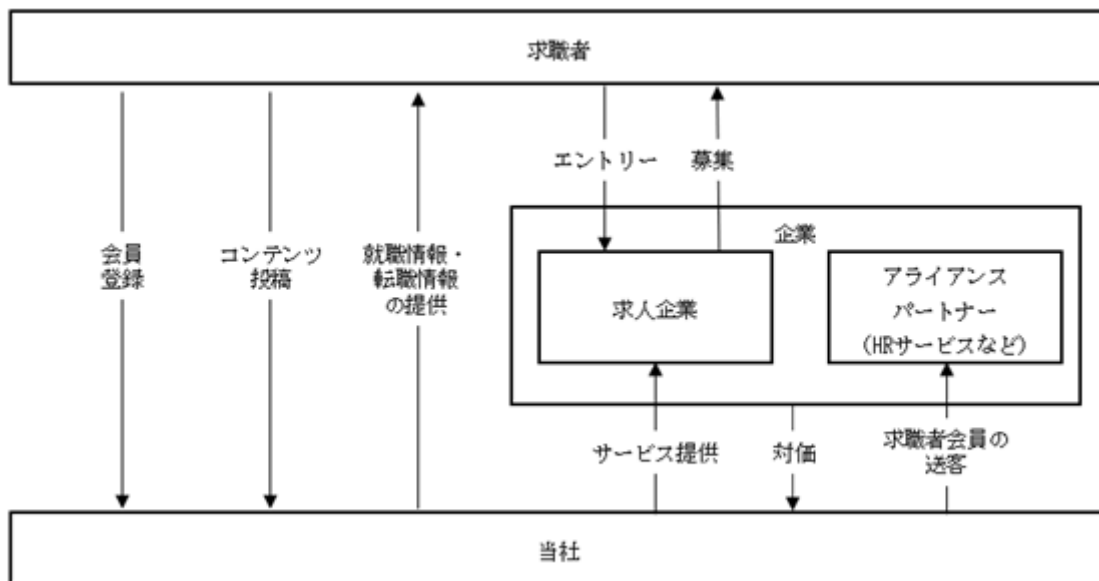 求職者
エントリー
募集
会員
登録
コンテンツ
投稿
就職情報・
転職情報
の提供
企業
求人企業
アライアンス
パートナー
(HRサービスなど)
サービス提供
対価
求職者会員の
送客
当社